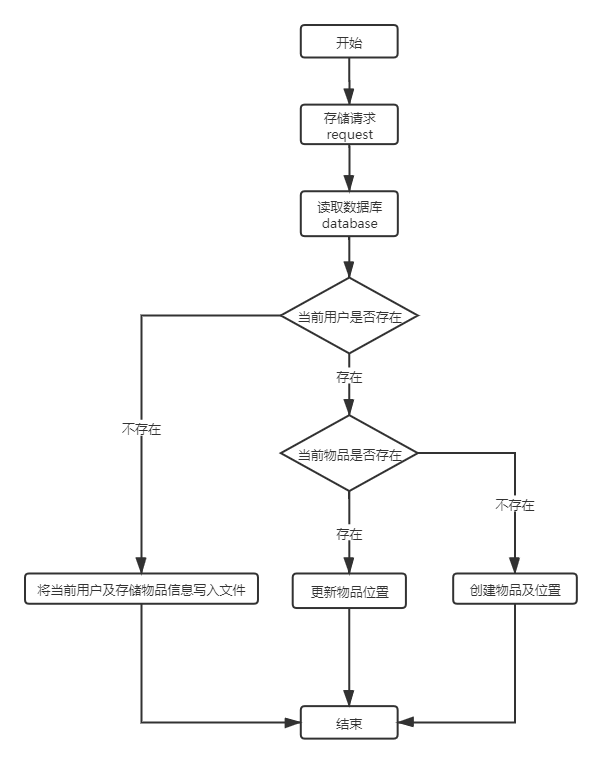 开始
存储请求
request
读取数据库
database
当前用户是否存在
存在
不存在
当前物品是否存在
不存在
存在
将当前用户及存储物品信息写入文件
更新物品位置
创建物品及位置
结束